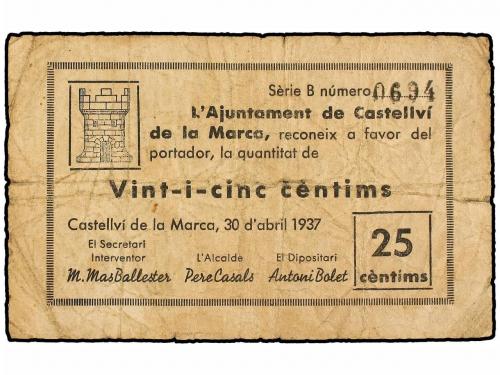 Sèrie B número 0694
L'Ajuntament de Castellví
de la Marca, reconeix a favor del
portador, la quantitat de
Vint-i-cinc cèntims
Castellví de la Marca, 30 d'abril 1937
El Secretari
Interventor
M. Mas Ballester
L'Alcalde
Pere Casals
El Dipositari
Antoni Bolet
25
cèntims